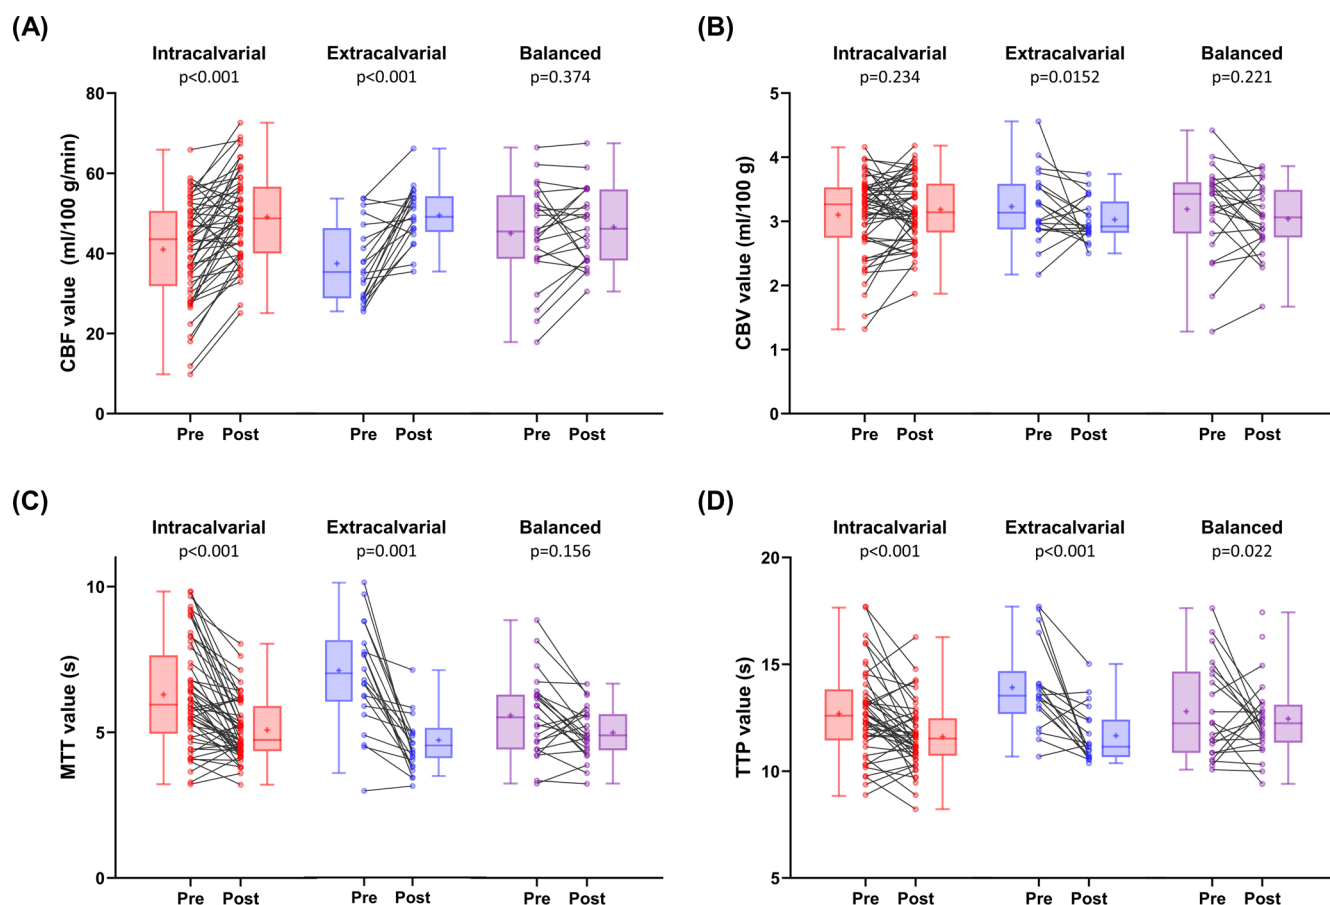 (A)
Intracalvarial Extracalvarial Balanced
p<0.001 p<0.001 p=0.374
CBF value (ml/100 g/min)
80
60
40
20
0
Pre Post Pre Post Pre Post
(B)
Intracalvarial Extracalvarial Balanced
p=0.234 p=0.0152 p=0.221
CBV value (ml/100 g)
5
4
3
2
1
0
Pre Post Pre Post Pre Post
(C)
Intracalvarial Extracalvarial Balanced
p<0.001 p=0.001 p=0.156
MTT value (s)
10
5
0
Pre Post Pre Post Pre Post
(D)
Intracalvarial Extracalvarial Balanced
p<0.001 p<0.001 p=0.022
TTP value (s)
20
15
10
5
Pre Post Pre Post Pre Post